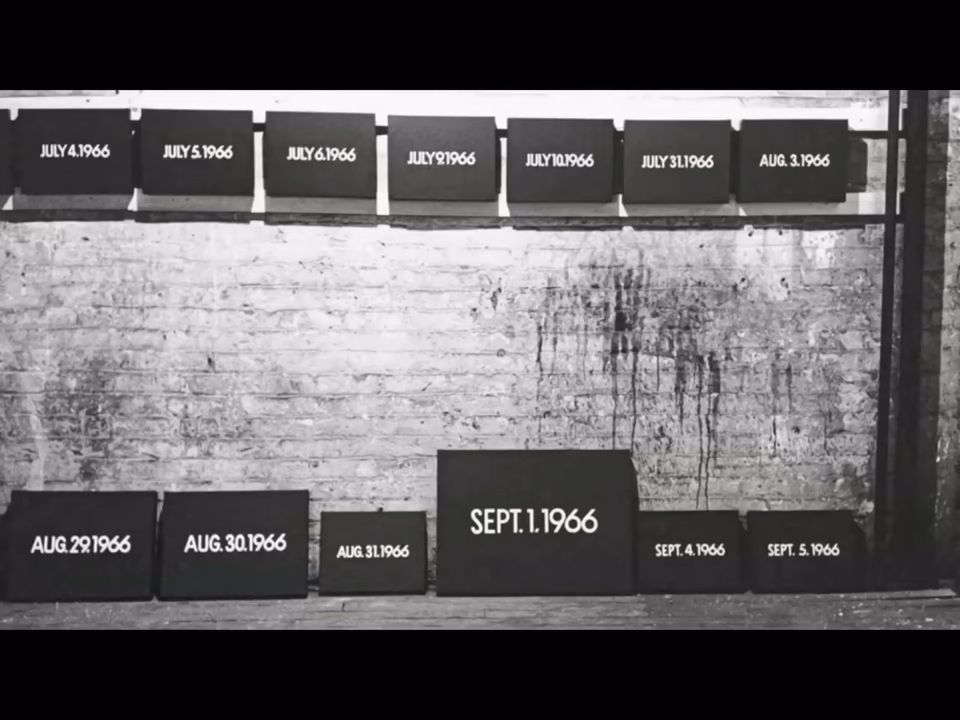 JULY 4.1966
JULY 5.1966
JULY 6.1966
JULY 9.1966
JULY 10.1966
JULY 31.1966
AUG. 3.1966
AUG. 29.1966
AUG. 30.1966
AUG. 31.1966
SEPT. 1.1966
SEPT. 4.1966
SEPT. 5.1966